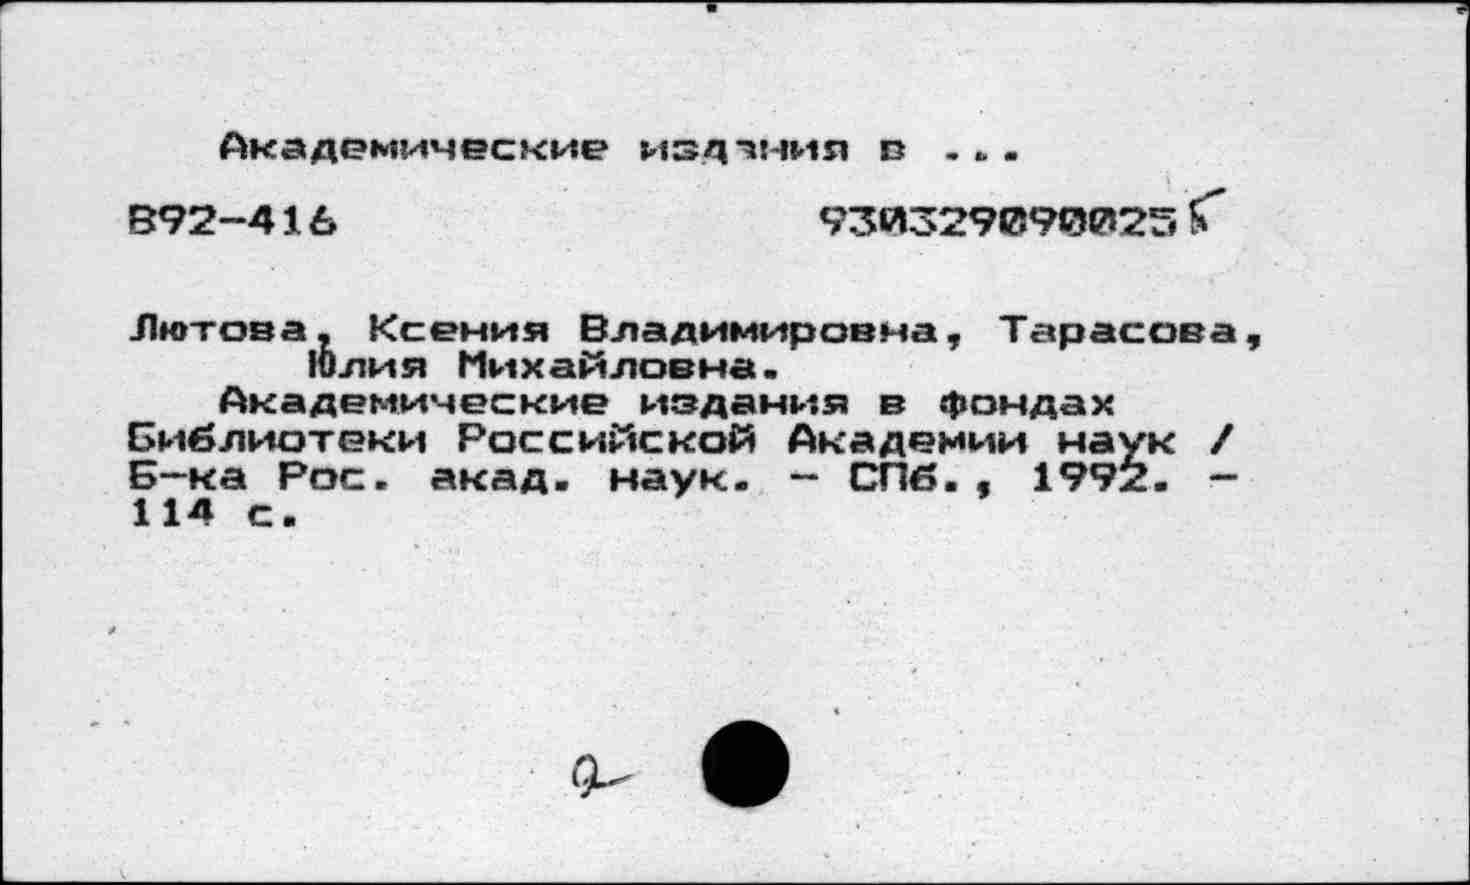 Академические издания в ...
В92-416 930329090025
Лютова, Ксения Владимировна, Тарасова,
Юлия Михайловна.
Академические издания в фондах
Библиотеки Российской Академии наук /
Б-ка Рос. акад. наук. - СПб., 1992. -
114 с.